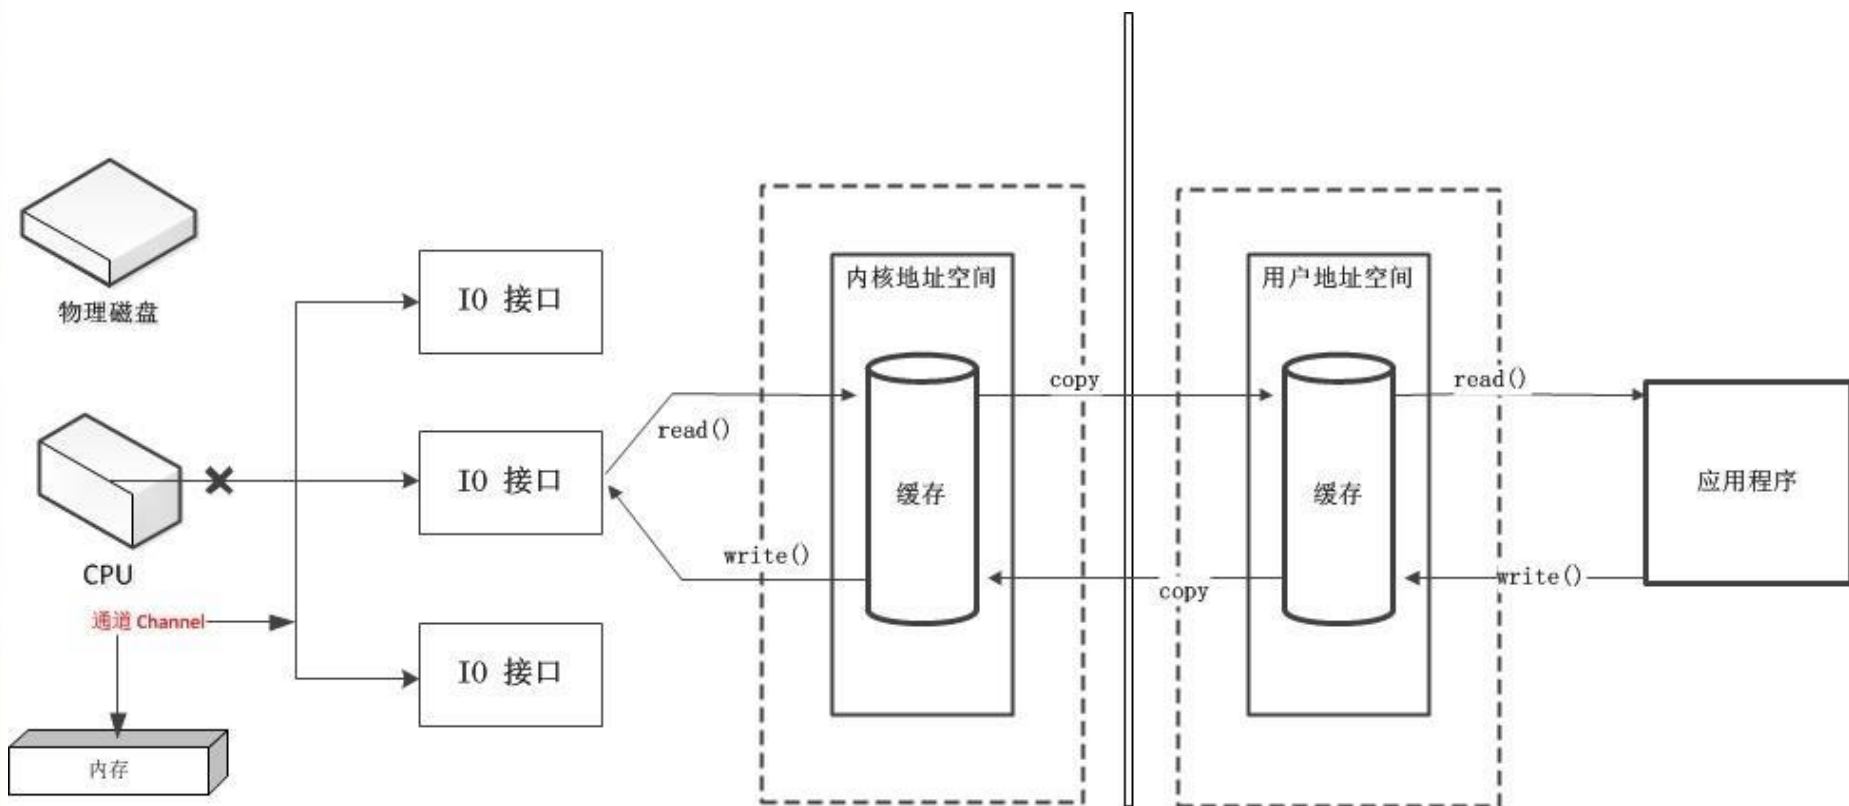 物理磁盘
CPU
通道 Channel
内存
IO 接口
IO 接口
IO 接口
read()
write()
内核地址空间
缓存
copy
copy
用户地址空间
缓存
read()
write()
应用程序